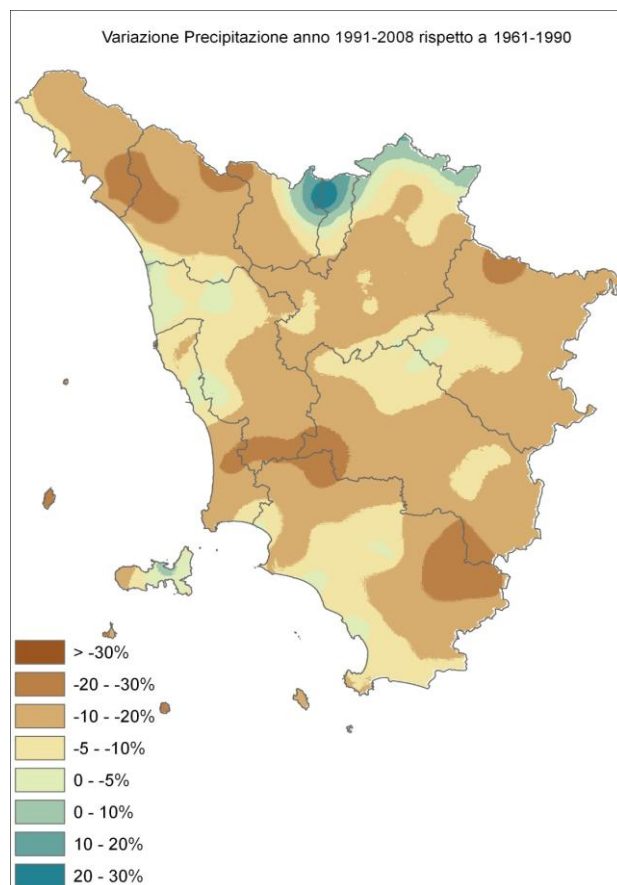 Variazione Precipitazione anno 1991-2008 rispetto a 1961-1990
> -30%
-20 - -30%
-10 - -20%
-5 - -10%
0 - -5%
0 - 10%
10 - 20%
20 - 30%